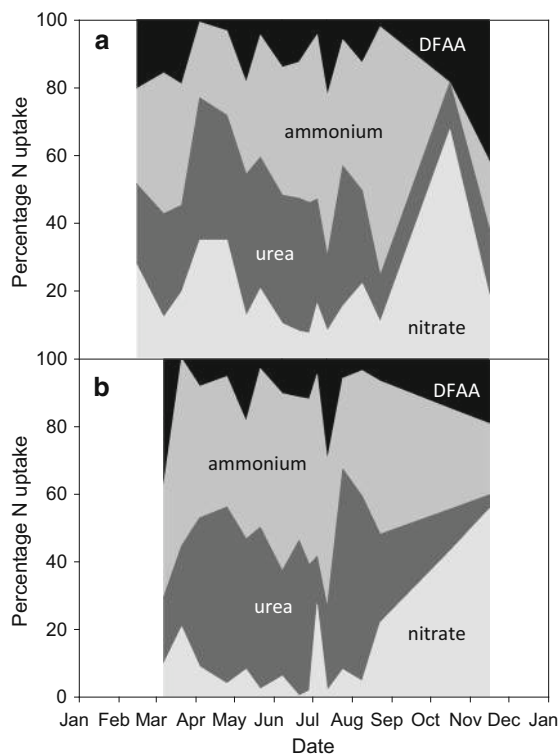 100
a
DFAA
80
ammonium
60
40
urea
20
nitrate
Percentage N uptake
100
b
DFAA
80
ammonium
60
40
urea
20
nitrate
0
Percentage N uptake
Jan Feb Mar Apr May Jun Jul Aug Sep Oct Nov Dec Jan
Date